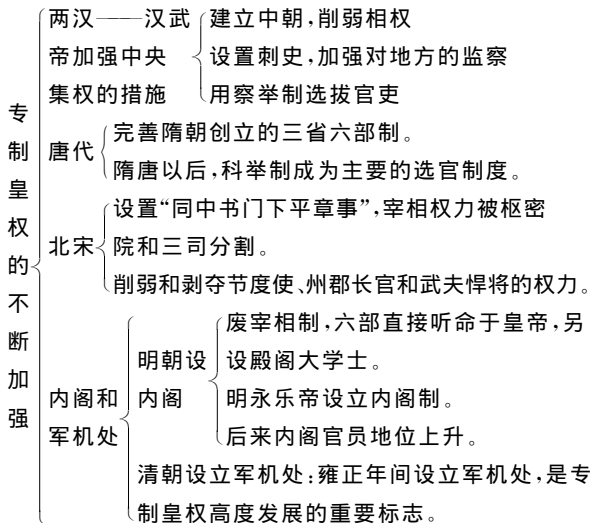 专制皇权的不断加强
两汉——汉武
帝加强中央
集权的措施
建立中朝,削弱相权
设置刺史,加强对地方的监察
用察举制选拔官吏
唐代
完善隋朝创立的三省六部制。
隋唐以后,科举制成为主要的选官制度。
北宋
设置“同中书门下平章事”,宰相权力被枢密
院和三司分割。
削弱和剥夺节度使、州郡长官和武夫悍将的权力。
内阁和
军机处
明朝设
内阁
废宰相制,六部直接听命于皇帝,另
设殿阁大学士。
明永乐帝设立内阁制。
后来内阁官员地位上升。
清朝设立军机处:雍正年间设立军机处,是专
制皇权高度发展的重要标志。